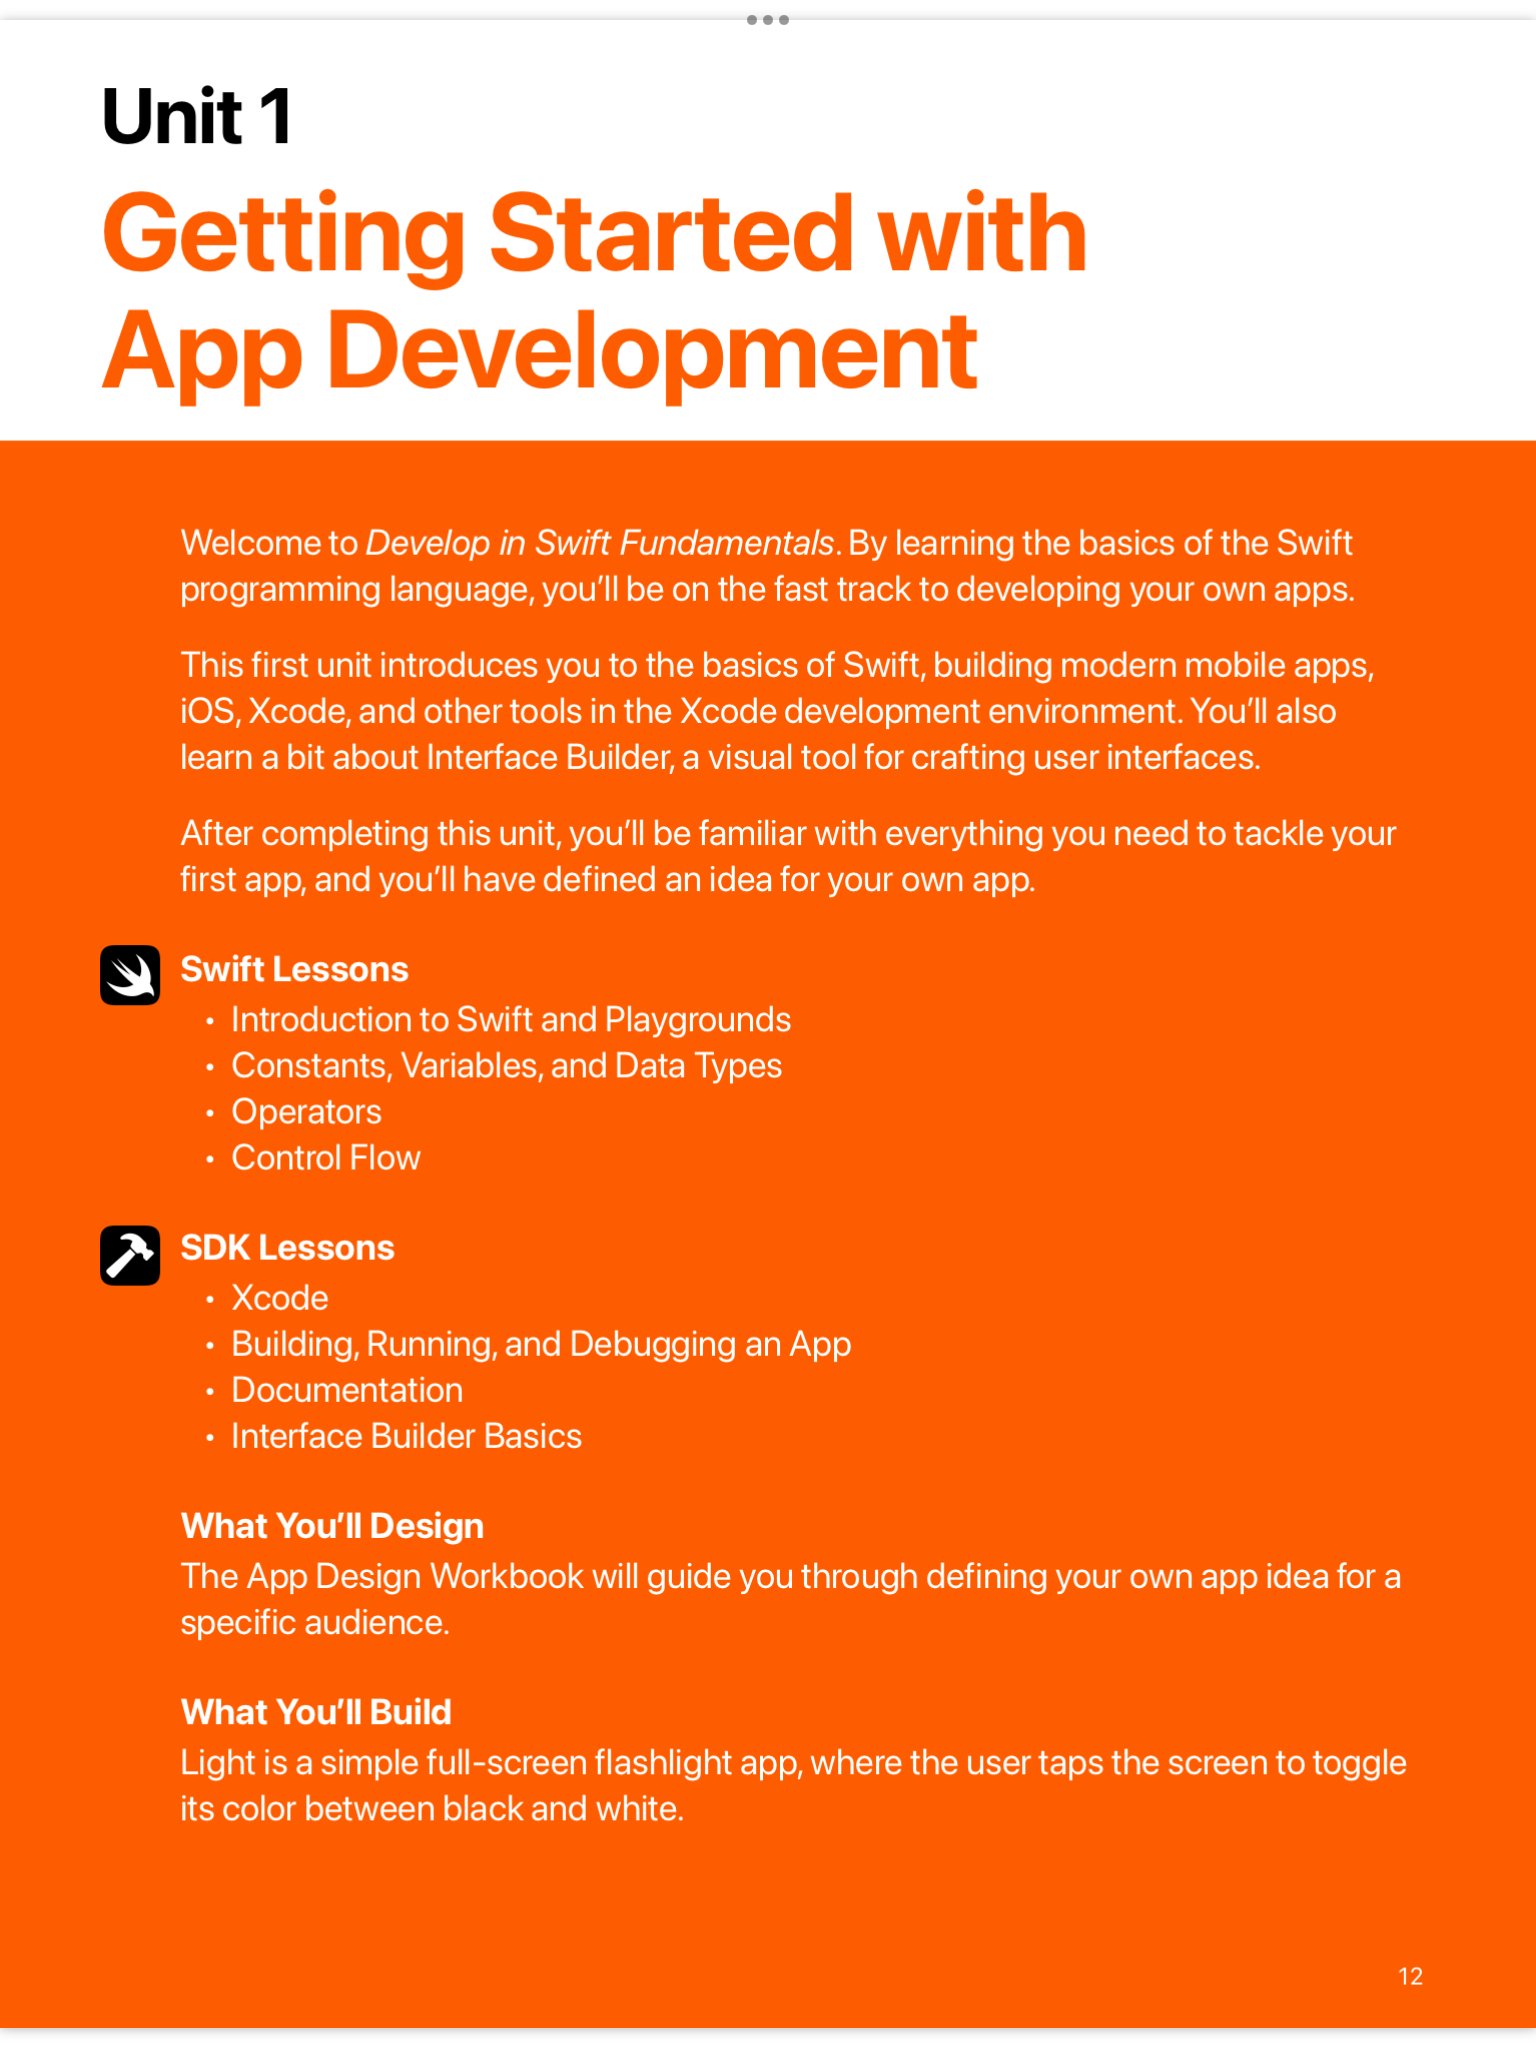 Unit 1
Getting Started with
App Development
Welcome to Develop in Swift Fundamentals. By learning the basics of the Swift
programming language, you’ll be on the fast track to developing your own apps.
This first unit introduces you to the basics of Swift, building modern mobile apps,
iOS, Xcode, and other tools in the Xcode development environment. You’ll also
learn a bit about Interface Builder, a visual tool for crafting user interfaces.
After completing this unit, you’ll be familiar with everything you need to tackle your
first app, and you’ll have defined an idea for your own app.
Swift Lessons
• Introduction to Swift and Playgrounds
• Constants, Variables, and Data Types
• Operators
• Control Flow
SDK Lessons
• Xcode
• Building, Running, and Debugging an App
• Documentation
• Interface Builder Basics
What You’ll Design
The App Design Workbook will guide you through defining your own app idea for a
specific audience.
What You’ll Build
Light is a simple full-screen flashlight app, where the user taps the screen to toggle
its color between black and white.
12